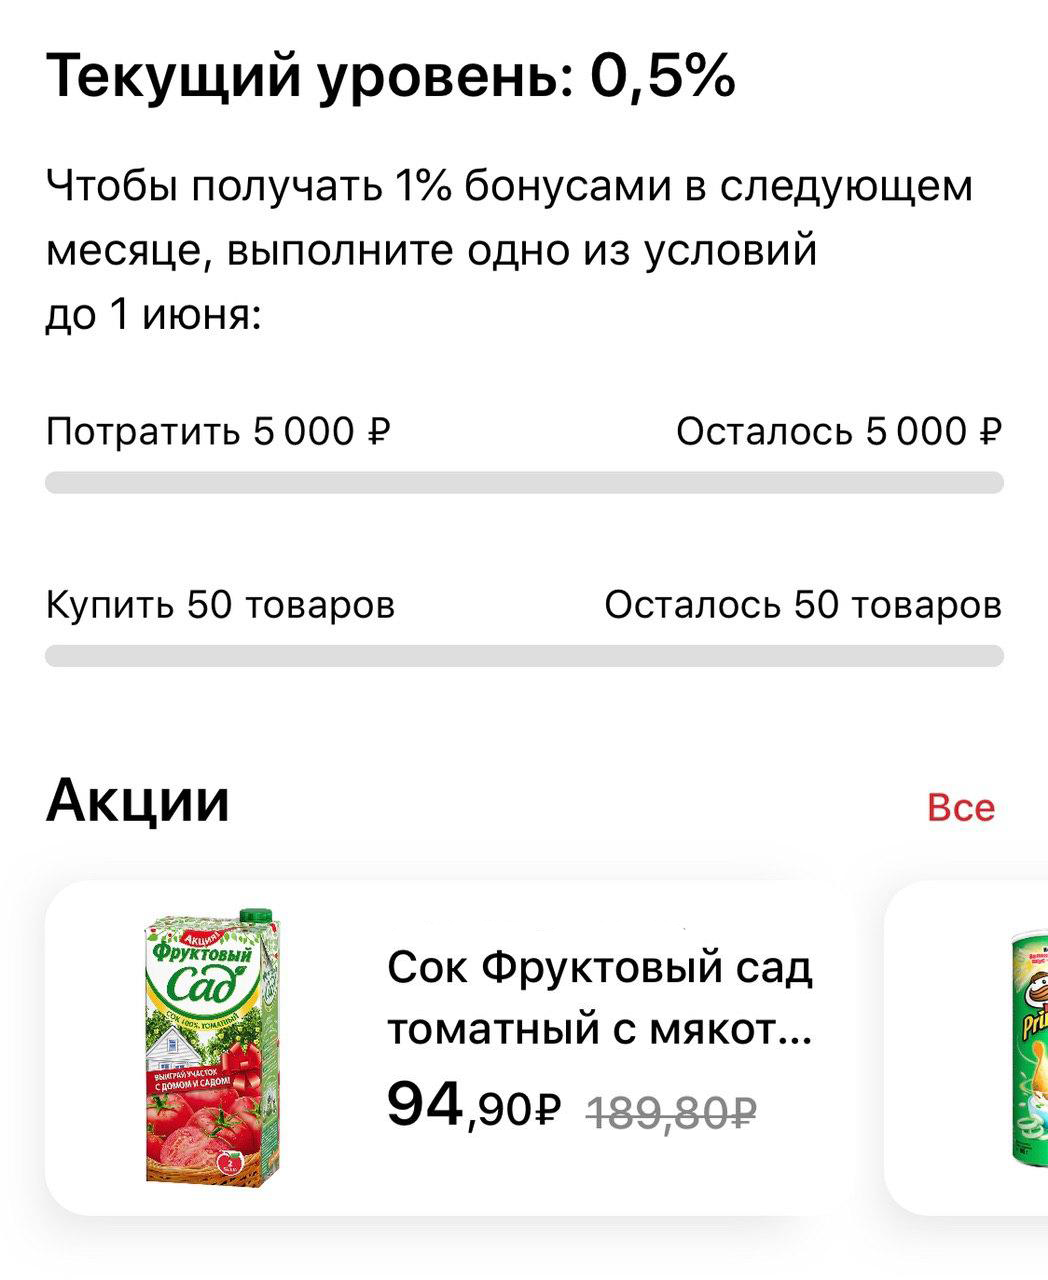 Текущий уровень: 0,5%
Чтобы получать 1% бонусами в следующем
месяце, выполните одно из условий
до 1 июня:
Потратить 5 000 ₽
Осталось 5 000 ₽
Купить 50 товаров
Осталось 50 товаров
Акции
Все
АКЦИЯ!
Фруктовый
Сад
СОК 100% ТОМАТНЫЙ
ВЫИГРАЙ УЧАСТОК
С ДОМОМ И САДОМ!
Сок Фруктовый сад
томатный с мякот...
94,90₽ 189,80₽